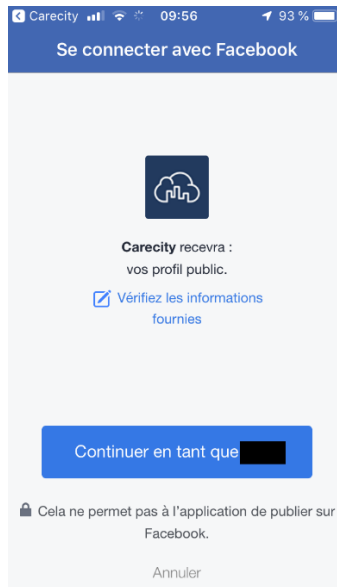 Carecity 09:56 93 %
Se connecter avec Facebook
Carecity recevra :
vos profil public.
Vérifiez les informations
fournies
Continuer en tant que
Cela ne permet pas à l'application de publier sur
Facebook.
Annuler